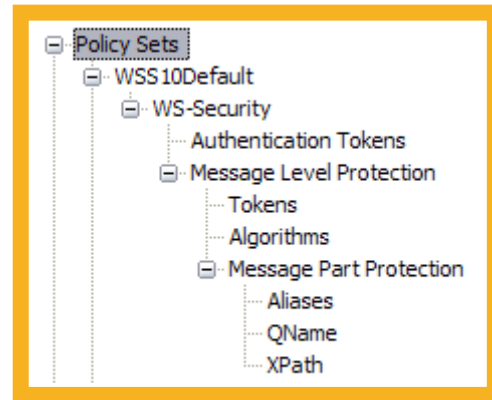 Policy Sets
WSS10Default
WS-Security
Authentication Tokens
Message Level Protection
Tokens
Algorithms
Message Part Protection
Aliases
QName
XPath